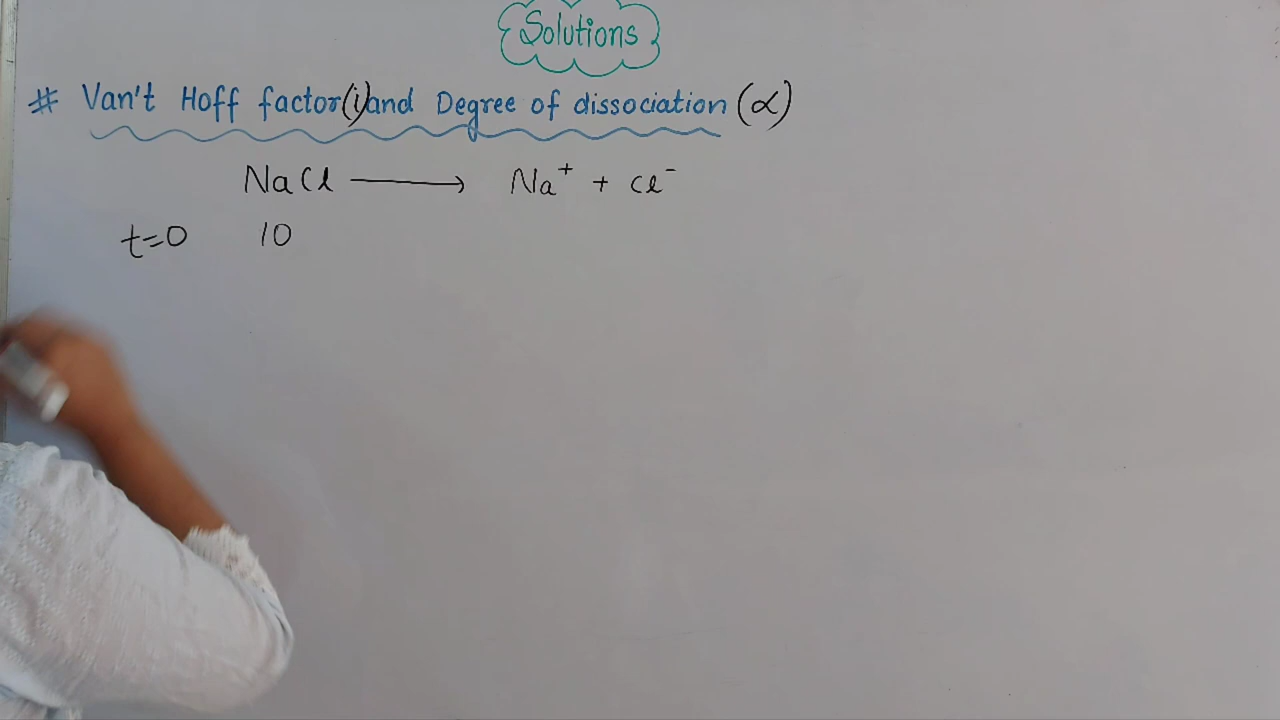 Solutions
# Van't Hoff factor(i)and Degree of dissociation (α)
NaCl ⟶ Na⁺ + Cl⁻
t=0 10